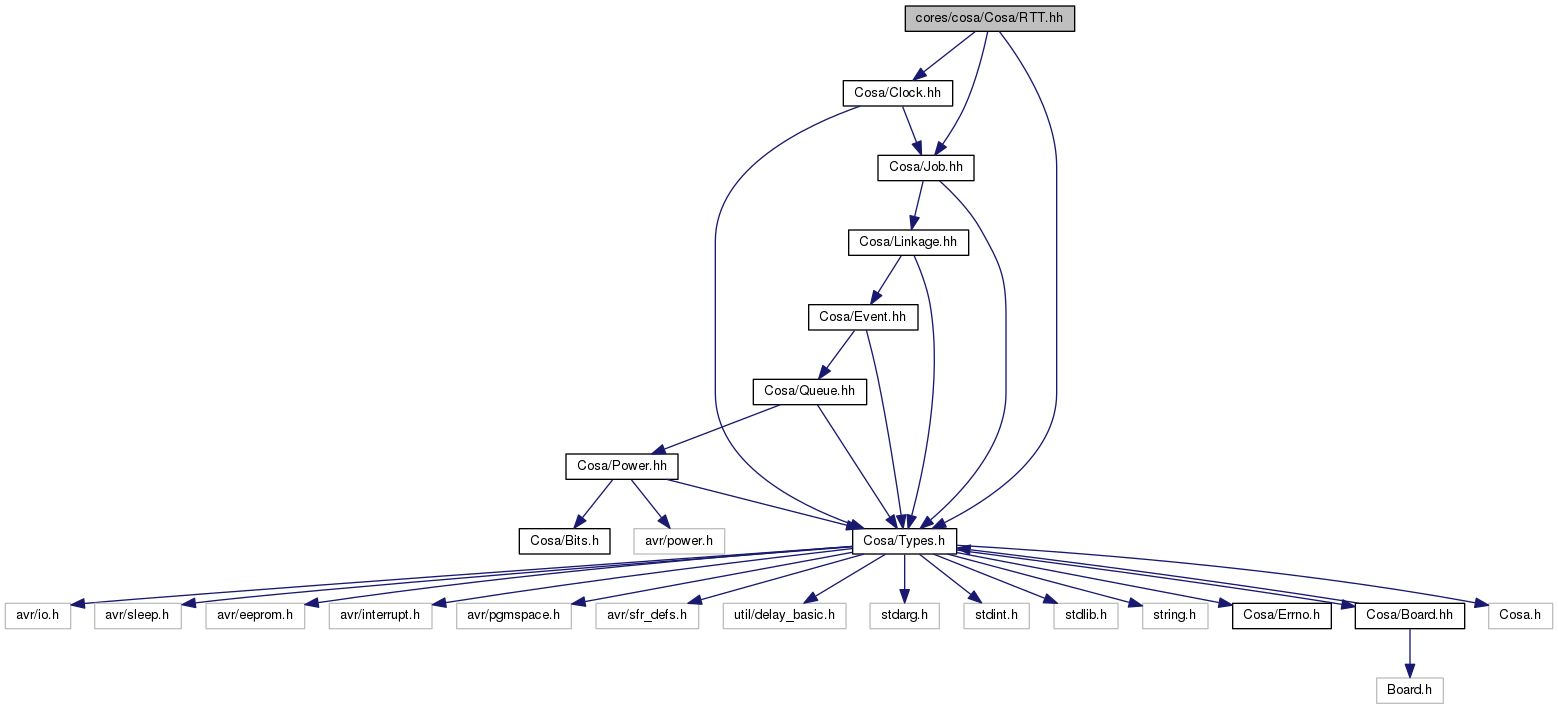 cores/cosa/Cosa/RTT.hh
Cosa/Clock.hh
Cosa/Job.hh
Cosa/Linkage.hh
Cosa/Event.hh
Cosa/Queue.hh
Cosa/Power.hh
Cosa/Bits.h
avr/power.h
Cosa/Types.h
avr/io.h
avr/sleep.h
avr/eeprom.h
avr/interrupt.h
avr/pgmspace.h
avr/sfr_defs.h
util/delay_basic.h
stdarg.h
stdint.h
stdlib.h
string.h
Cosa/Errno.h
Cosa/Board.hh
Cosa.h
Board.h